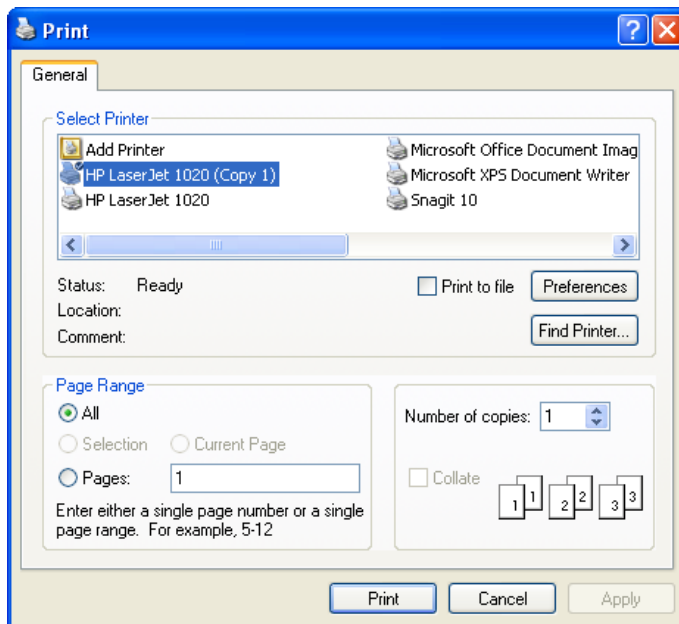 Print
General
Select Printer
Add Printer
HP LaserJet 1020 (Copy 1)
HP LaserJet 1020
Microsoft Office Document Imag
Microsoft XPS Document Writer
Snagit 10
Status: Ready
Location:
Comment:
Print to file
Preferences
Find Printer...
Page Range
All
Selection
Current Page
Pages: 1
Enter either a single page number or a single
page range. For example, 5-12
Number of copies: 1
Collate
1 1 2 2 3 3
Print
Cancel
Apply